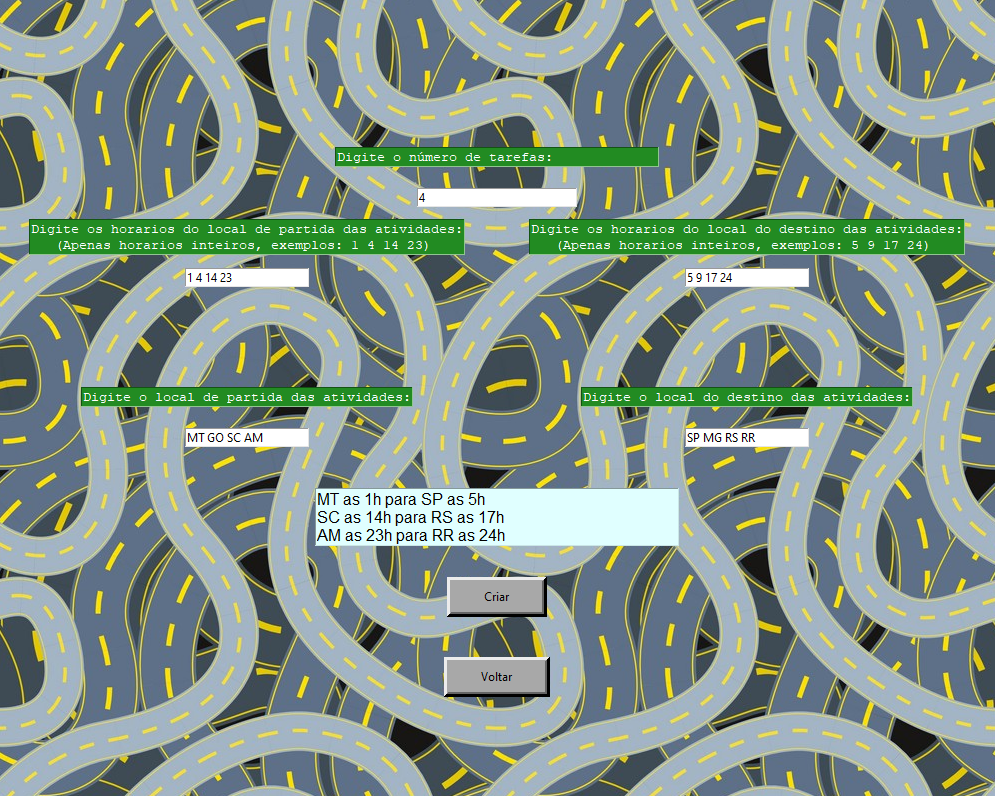 Digite o número de tarefas:
4
Digite os horarios do local de partida das atividades:
(Apenas horarios inteiros, exemplos: 1 4 14 23)
Digite os horarios do local do destino das atividades:
(Apenas horarios inteiros, exemplos: 5 9 17 24)
1 4 14 23
5 9 17 24
Digite o local de partida das atividades:
Digite o local do destino das atividades:
MT GO SC AM
SP MG RS RR
MT as 1h para SP as 5h
SC as 14h para RS as 17h
AM as 23h para RR as 24h
Criar
Voltar